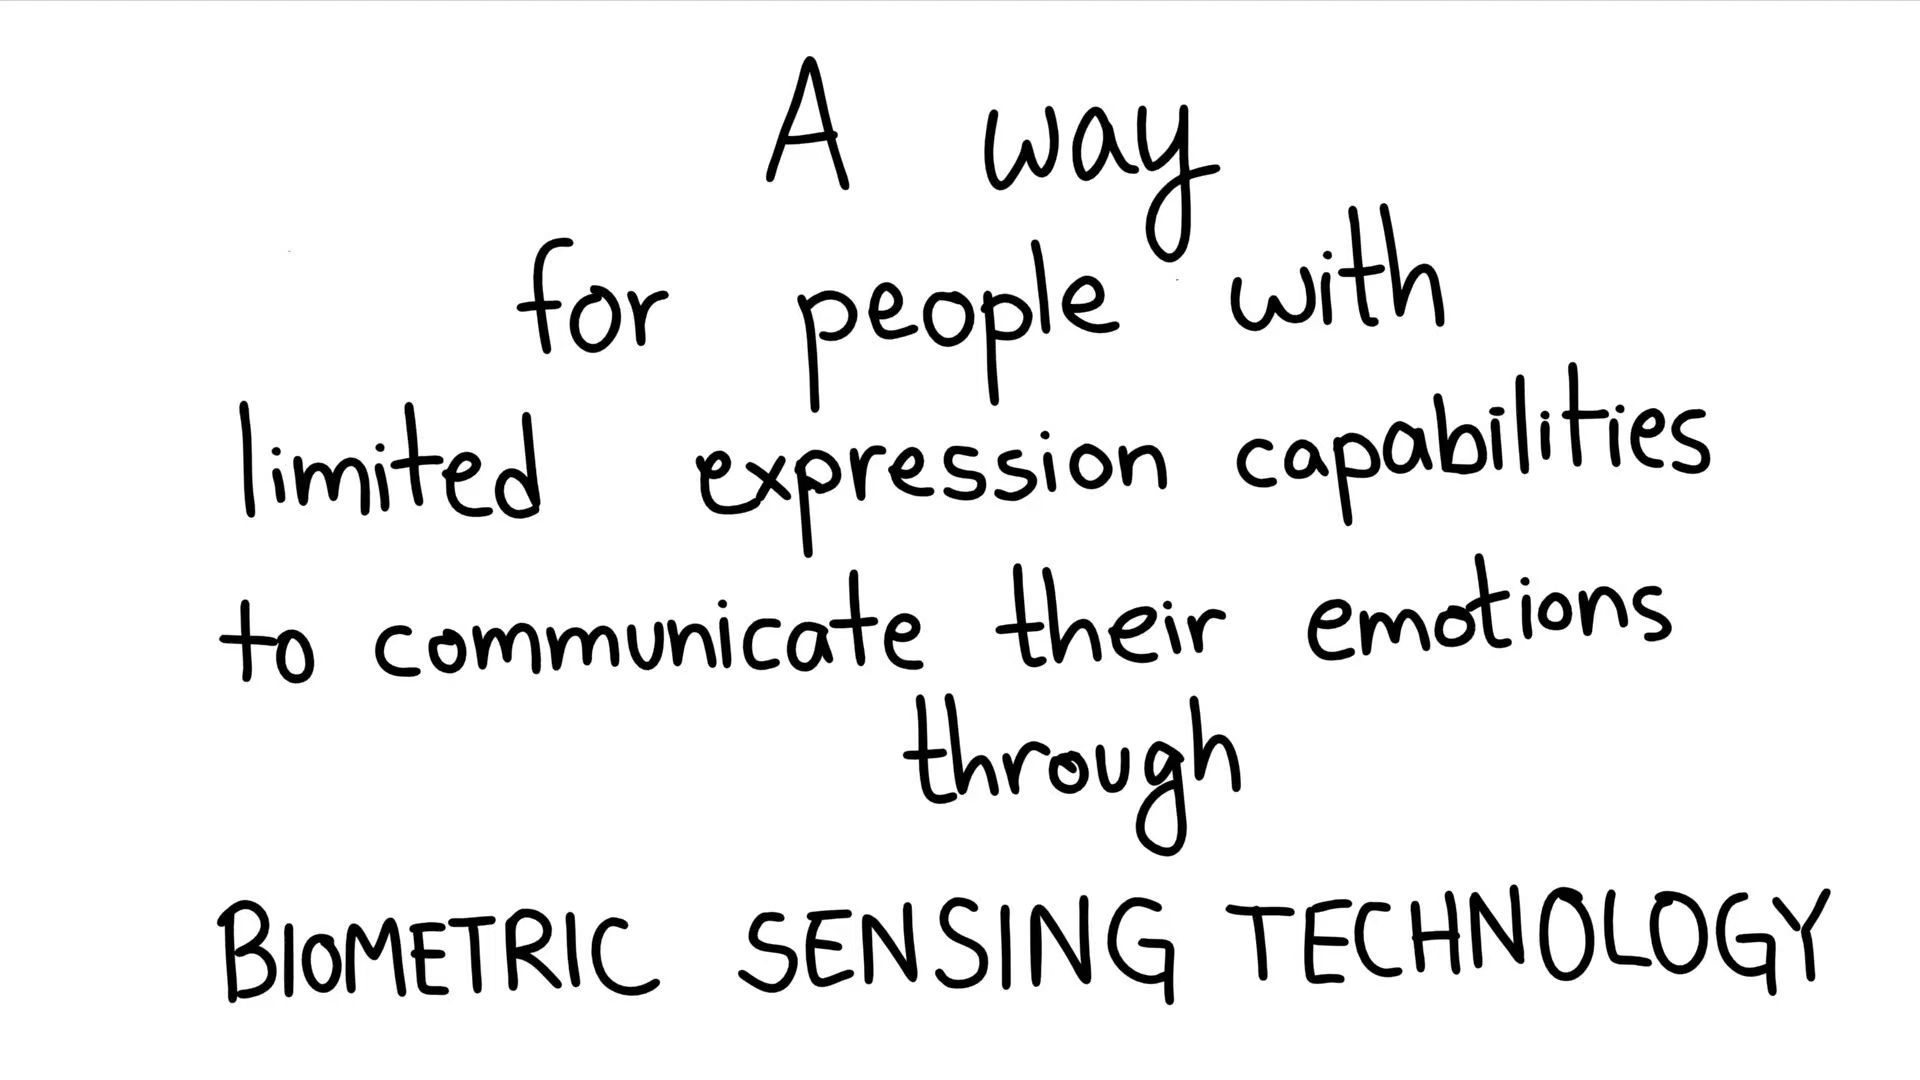 A way
for people with
limited expression capabilities
to communicate their emotions
through
BIOMETRIC SENSING TECHNOLOGY